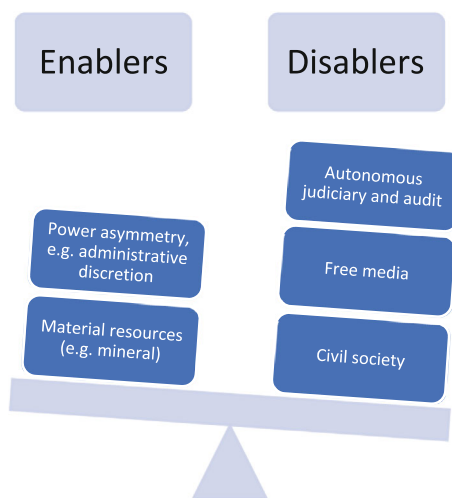 Enablers
Disablers
Autonomous
judiciary and audit
Power asymmetry,
e.g. administrative
discretion
Free media
Material resources
(e.g. mineral)
Civil society